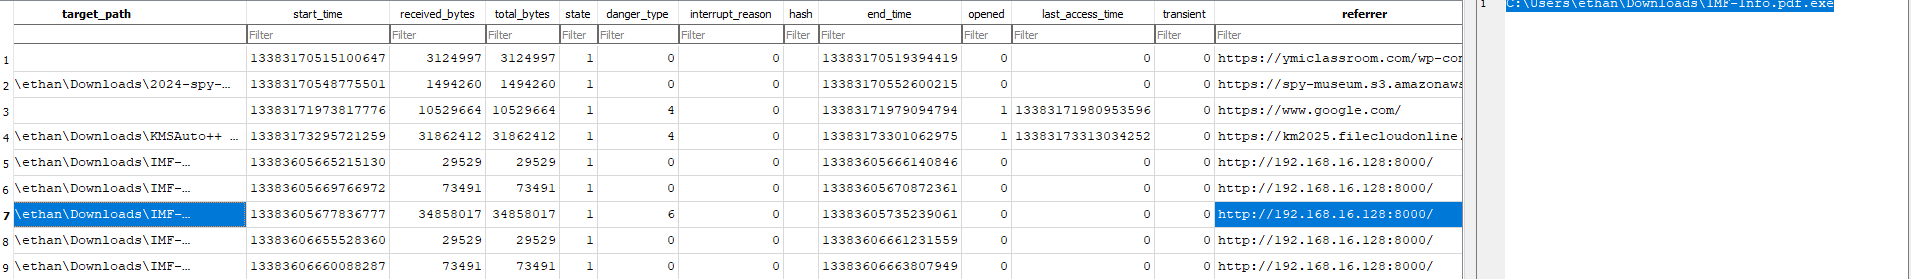 target_path start_time received_bytes total_bytes state danger_type interrupt_reason hash end_time opened last_access_time transient referrer
Filter Filter Filter Filter Filter Filter Filter Filter Filter Filter Filter Filter
1 13383170515100647 3124997 3124997 1 0 0 13383170519394419 0 0 0 https://ymiclassroom.com/wp-con
2 \ethan\Downloads\2024-spy-… 13383170548775501 1494260 1494260 1 0 0 13383170552600215 0 0 0 https://spy-museum.s3.amazonaws
3 13383171973817776 10529664 10529664 1 4 0 13383171979094794 1 13383171980953596 0 https://www.google.com/
4 \ethan\Downloads\KMSAuto++ … 13383173295721259 31862412 31862412 1 4 0 13383173301062975 1 13383173313034252 0 https://km2025.filecloudonline.
5 \ethan\Downloads\IMF-… 13383605665215130 29529 29529 1 0 0 13383605666140846 0 0 0 http://192.168.16.128:8000/
6 \ethan\Downloads\IMF-… 13383605669766972 73491 73491 1 0 0 13383605670872361 0 0 0 http://192.168.16.128:8000/
7 \ethan\Downloads\IMF-… 13383605677836777 34858017 34858017 1 6 0 13383605735239061 0 0 0 http://192.168.16.128:8000/
8 \ethan\Downloads\IMF-… 13383606655528360 29529 29529 1 0 0 13383606661231559 0 0 0 http://192.168.16.128:8000/
9 \ethan\Downloads\IMF-… 13383606660088287 73491 73491 1 0 0 13383606663807949 0 0 0 http://192.168.16.128:8000/
1 C:\Users\ethan\Downloads\IMF-Info.pdf.exe